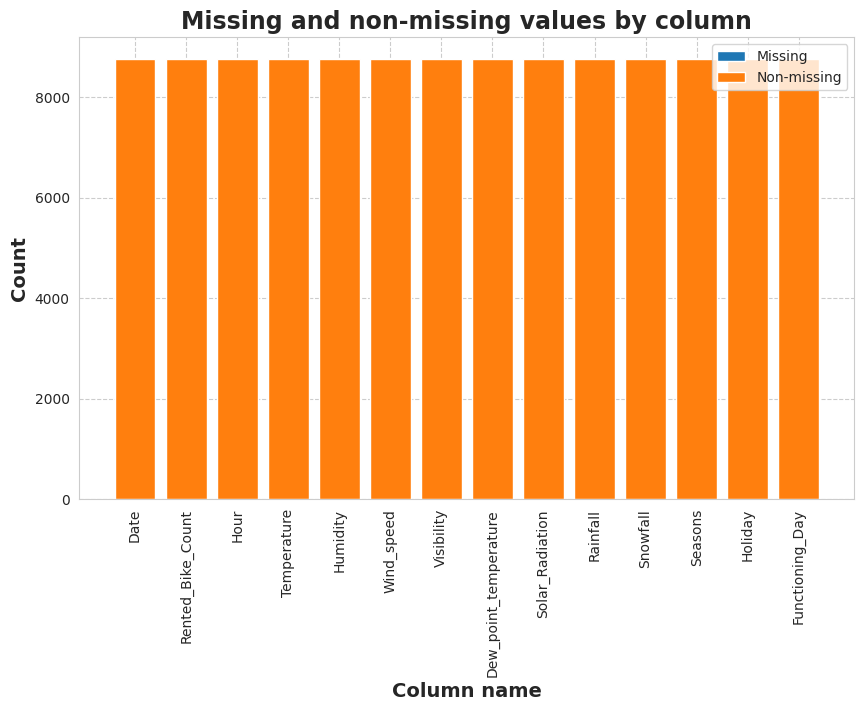 Missing and non-missing values by column
Missing
Non-missing
8000
6000
4000
2000
0
Count
Date
Rented_Bike_Count
Hour
Temperature
Humidity
Wind_speed
Visibility
Dew_point_temperature
Solar_Radiation
Rainfall
Snowfall
Seasons
Holiday
Functioning_Day
Column name